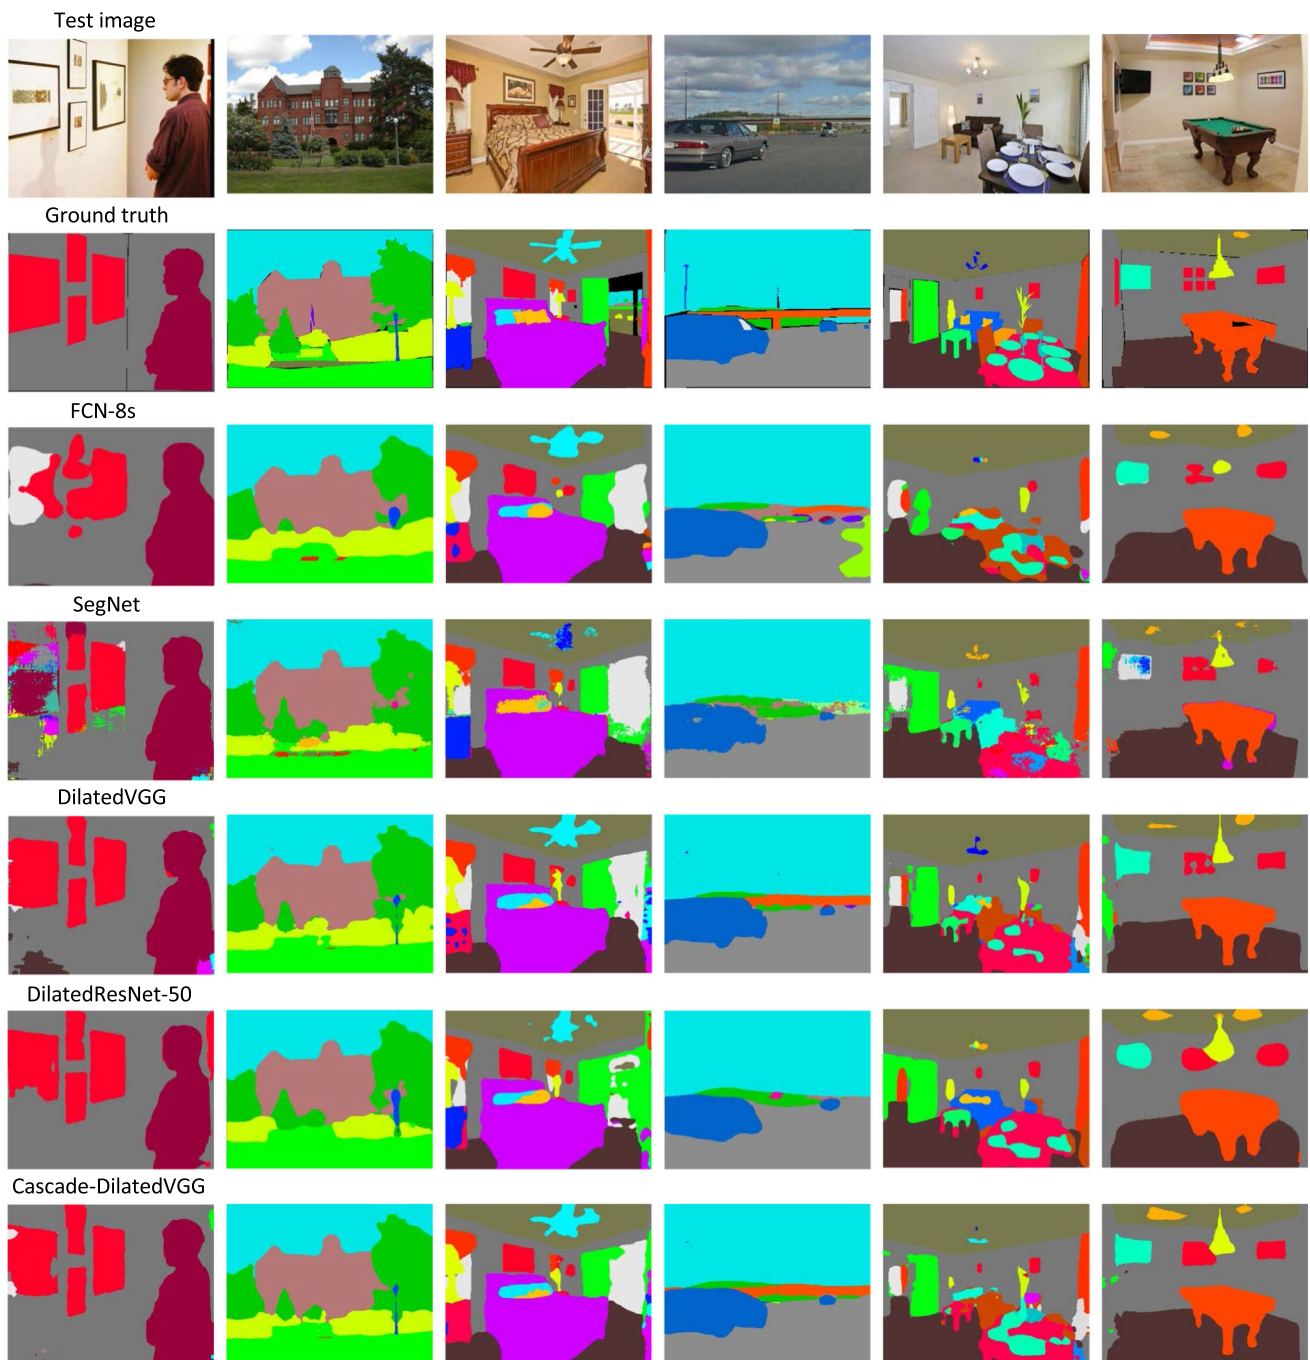 Test image
Ground truth
FCN-8s
SegNet
DilatedVGG
DilatedResNet-50
Cascade-DilatedVGG